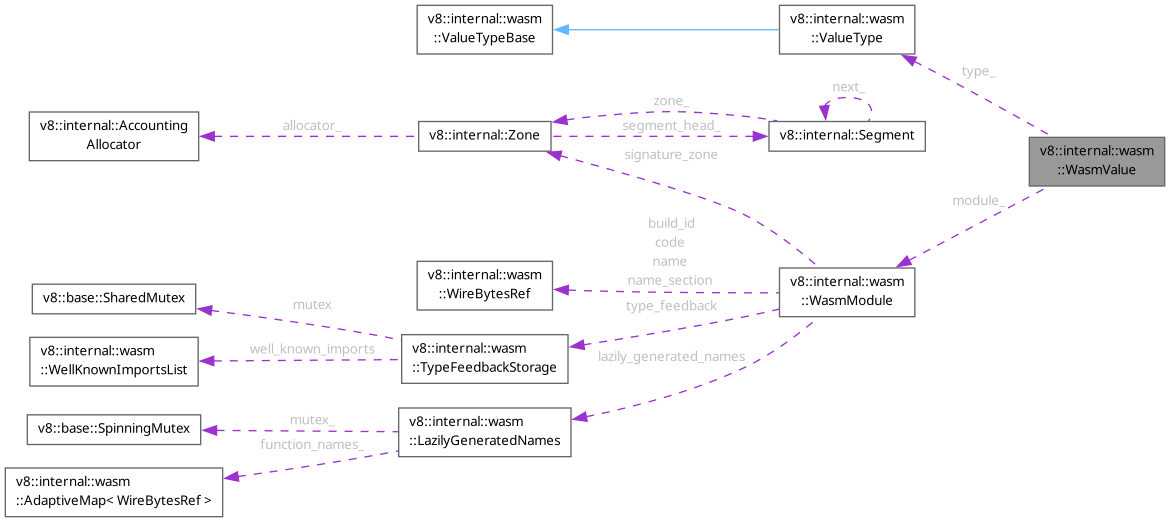 v8::internal::wasm
::ValueTypeBase
v8::internal::wasm
::ValueType
type_
next_
zone_
v8::internal::Accounting
Allocator
allocator_
v8::internal::Zone
segment_head_
v8::internal::Segment
v8::internal::wasm
::WasmValue
signature_zone
module_
build_id
code
name
name_section
v8::internal::wasm
::WireBytesRef
v8::internal::wasm
::WasmModule
v8::base::SharedMutex
mutex
type_feedback
v8::internal::wasm
::WellKnownImportsList
well_known_imports
v8::internal::wasm
::TypeFeedbackStorage
lazily_generated_names
v8::base::SpinningMutex
mutex_
v8::internal::wasm
::LazilyGeneratedNames
function_names_
v8::internal::wasm
::AdaptiveMap< WireBytesRef >